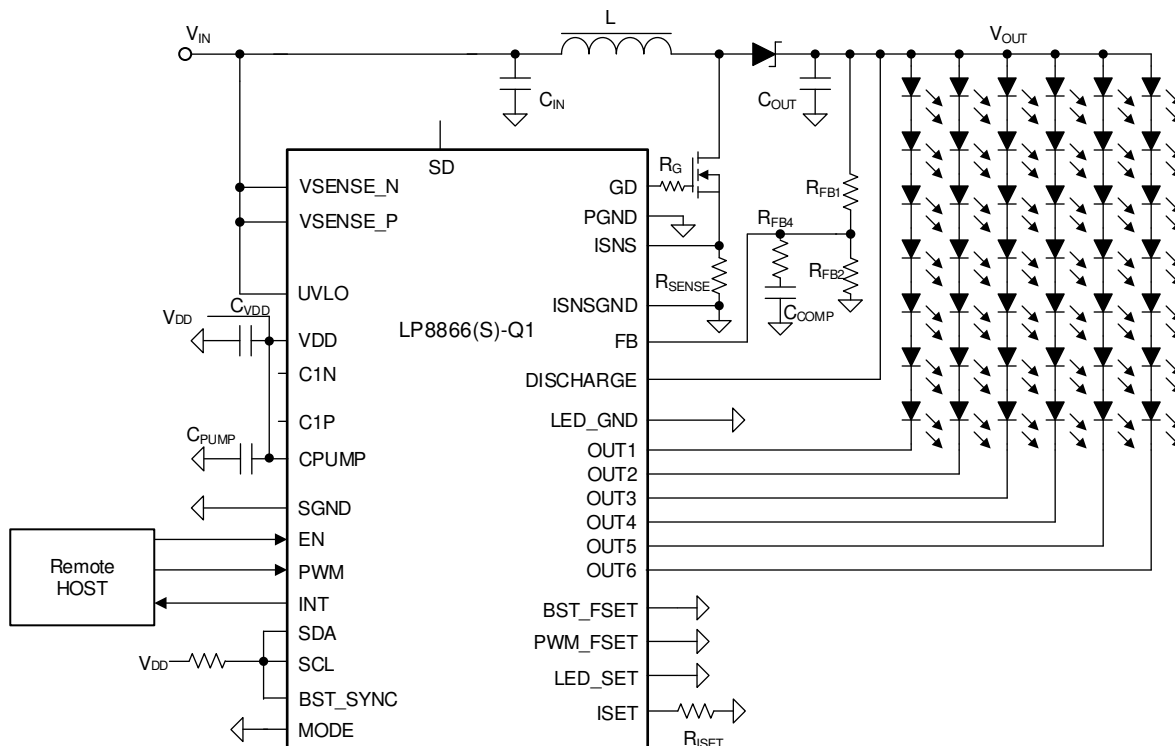 L
VIN
VOUT
CIN
COUT
SD
RG
VSENSE_N
GD
RFB1
VSENSE_P
PGND
RFB4
ISNS
RFB2
RSENSE
UVLO
ISNSGND
CCOMP
CVDD
VDD
VDD
LP8866(S)-Q1
FB
C1N
DISCHARGE
C1P
LED_GND
CPUMP
CPUMP
OUT1
OUT2
OUT3
OUT4
OUT5
OUT6
SGND
EN
Remote
HOST
PWM
INT
BST_FSET
SDA
PWM_FSET
VDD
SCL
LED_SET
BST_SYNC
ISET
MODE
RISET